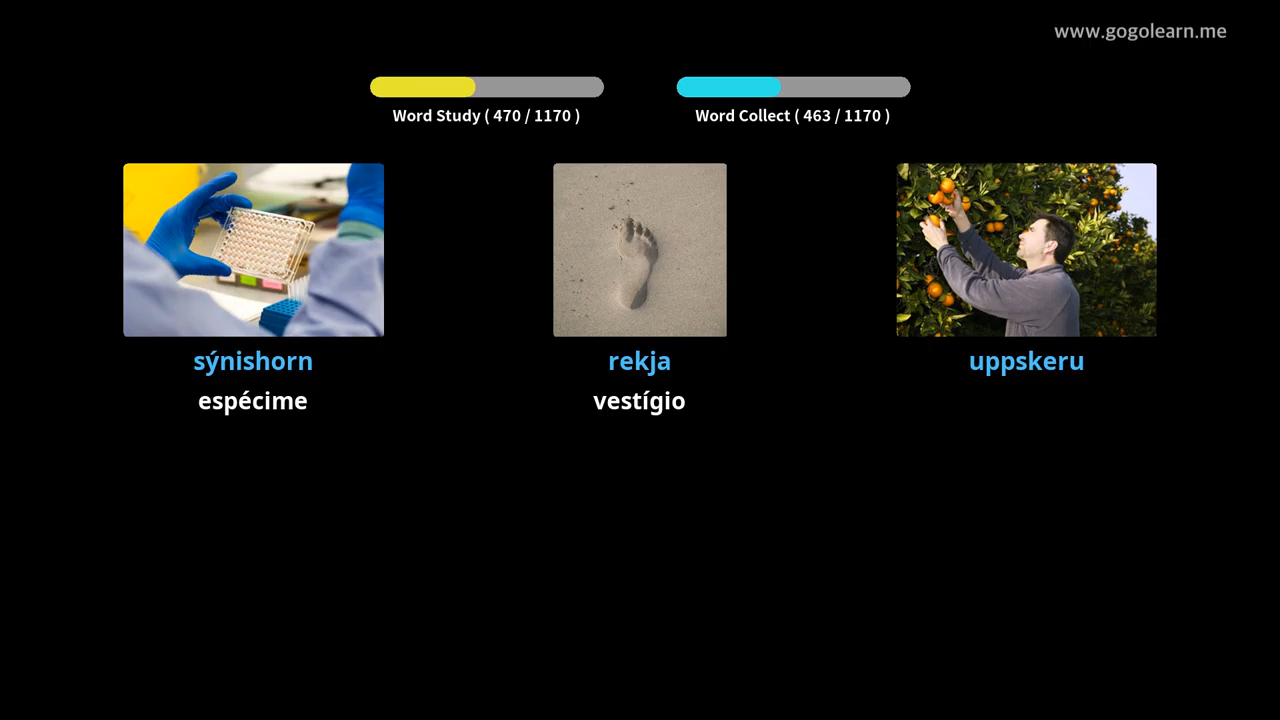 www.gogolearn.me
Word Study ( 470 / 1170 )
Word Collect ( 463 / 1170 )
sýnishorn
espécime
rekja
vestígio
uppskeru